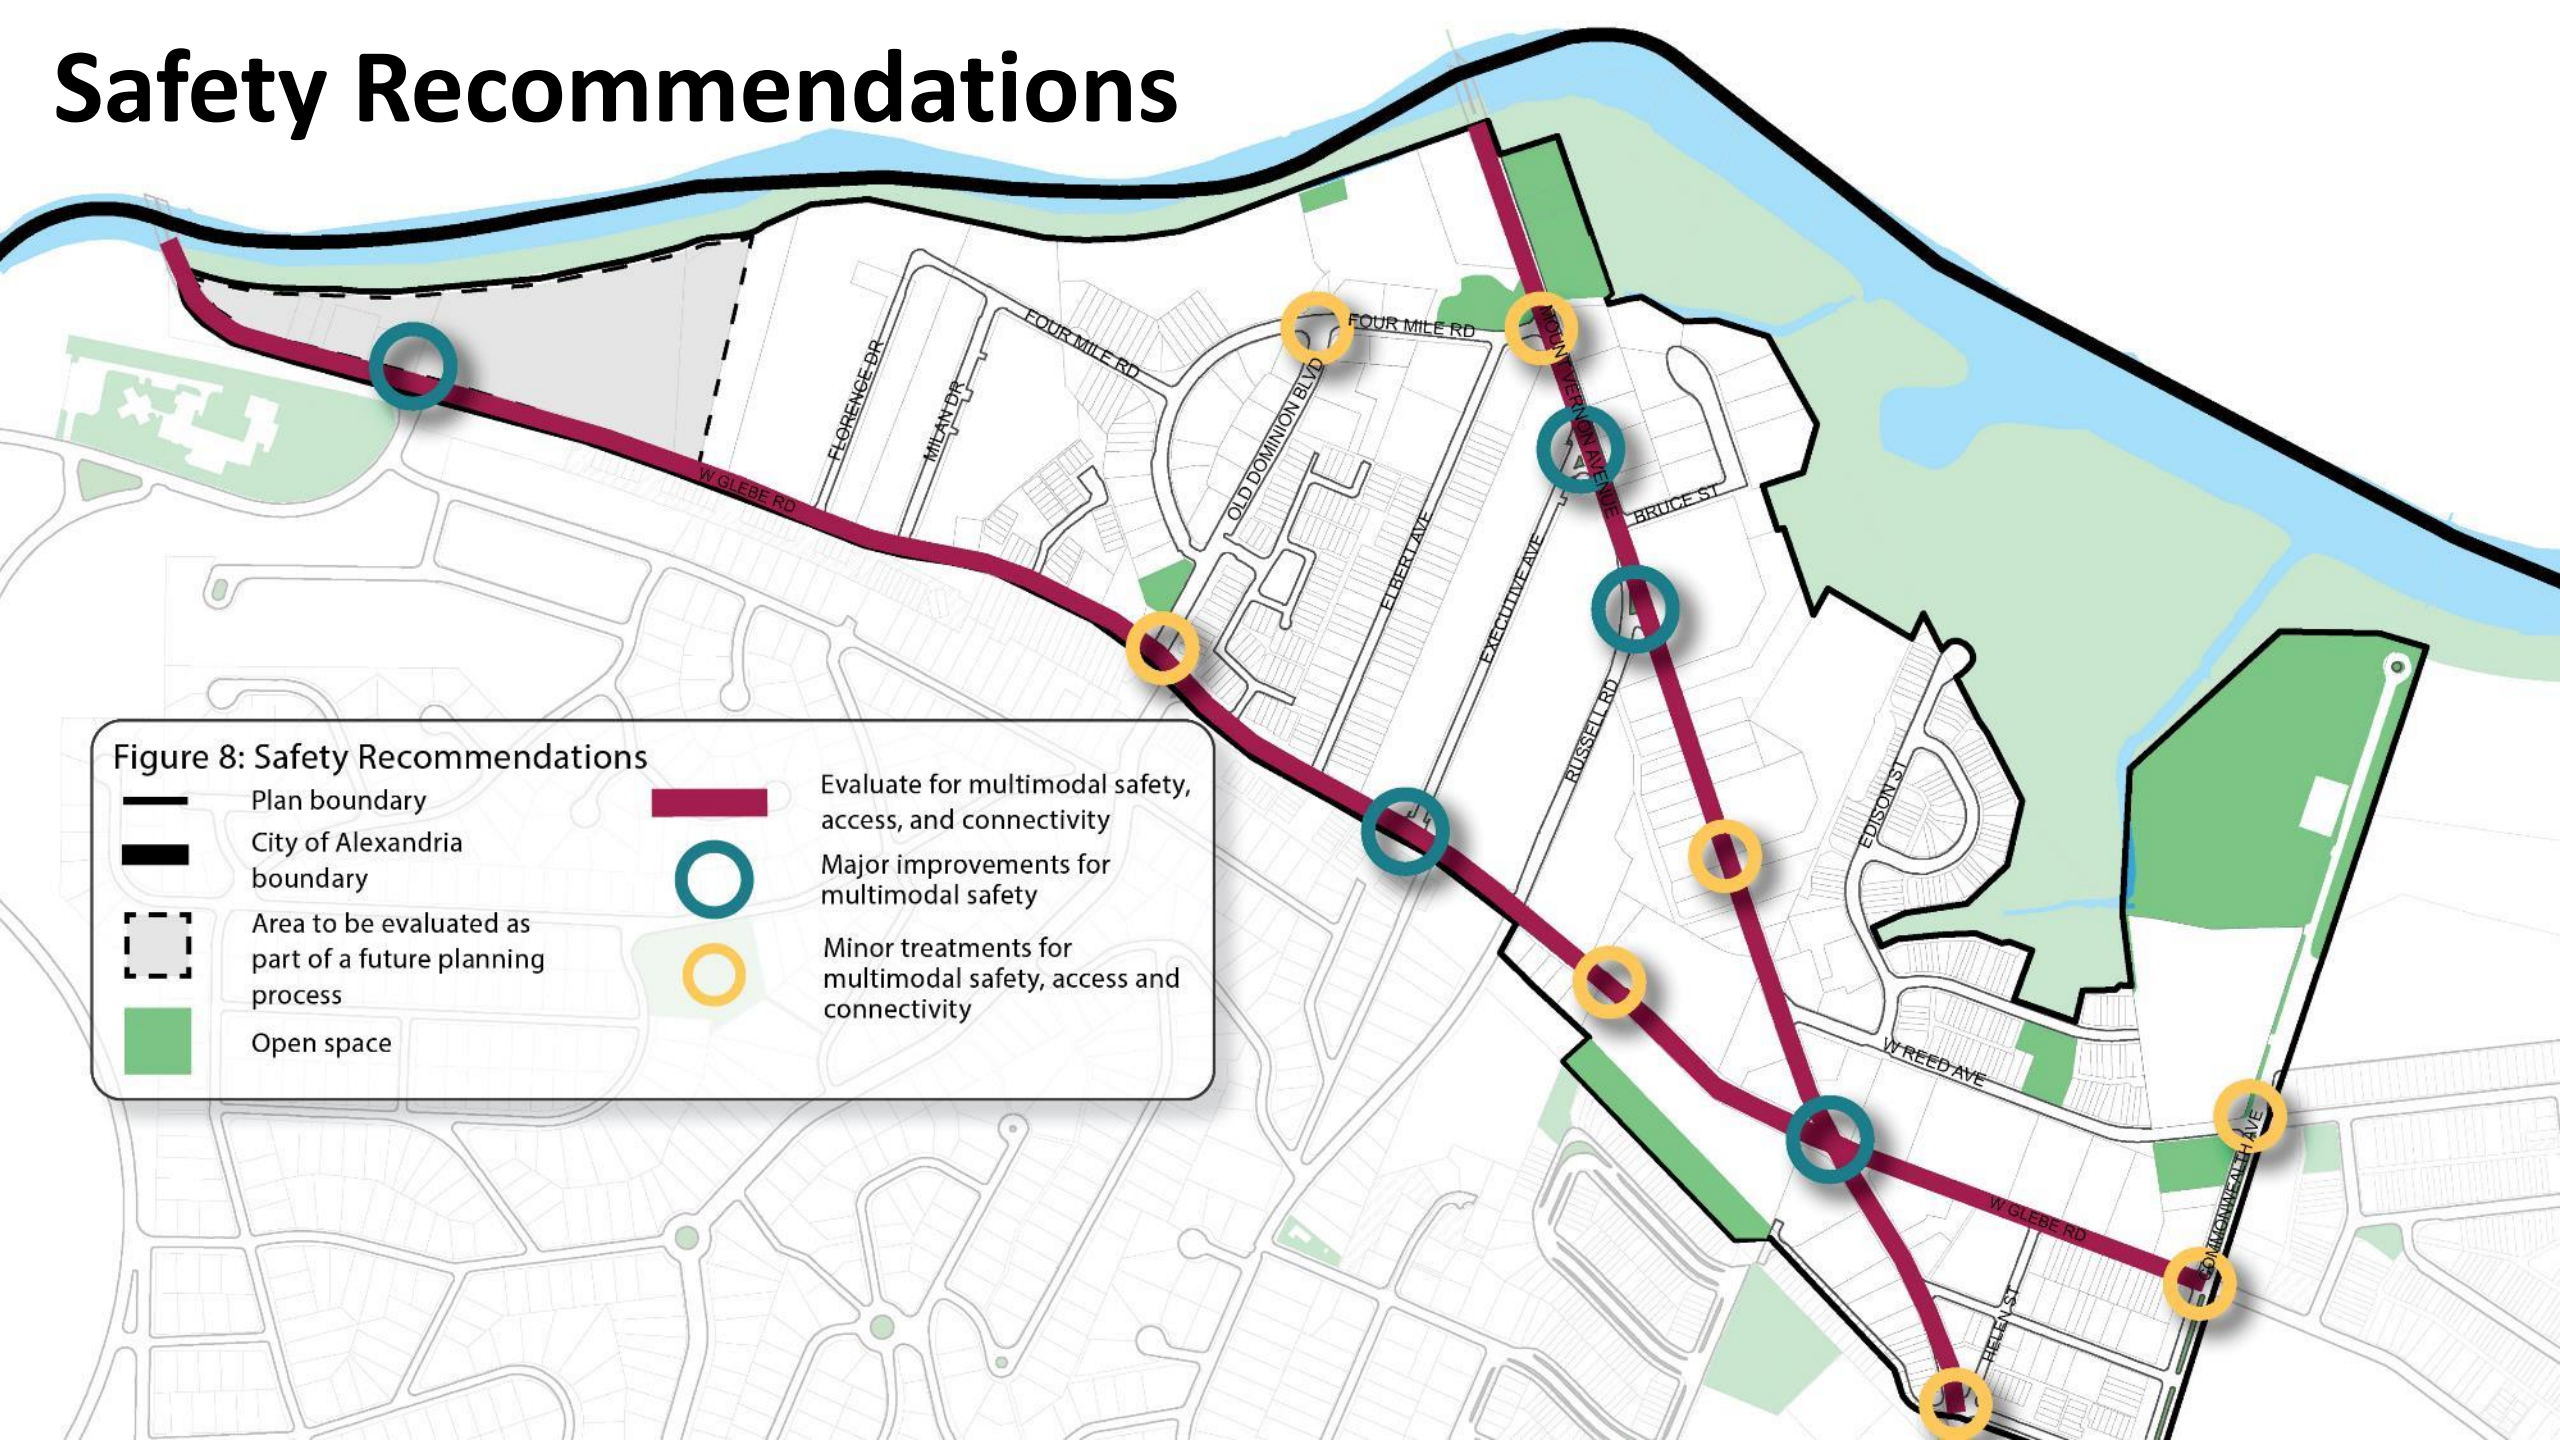 Safety Recommendations
FOUR MILE RD
FOUR MILE RD
MOUNT VERNON AVENUE
FLORENCE DR
MILAN DR
OLD DOMINION BLVD
W GLEBE RD
ELBERT AVE
EXECUTIVE AVE
BRUCE ST
RUSSELL RD
EDISON ST
Figure 8: Safety Recommendations
Plan boundary
City of Alexandria
boundary
Area to be evaluated as
part of a future planning
process
Open space
Evaluate for multimodal safety,
access, and connectivity
Major improvements for
multimodal safety
Minor treatments for
multimodal safety, access and
connectivity
W REED AVE
COMMONWEALTH AVE
W GLEBE RD
HELEN ST